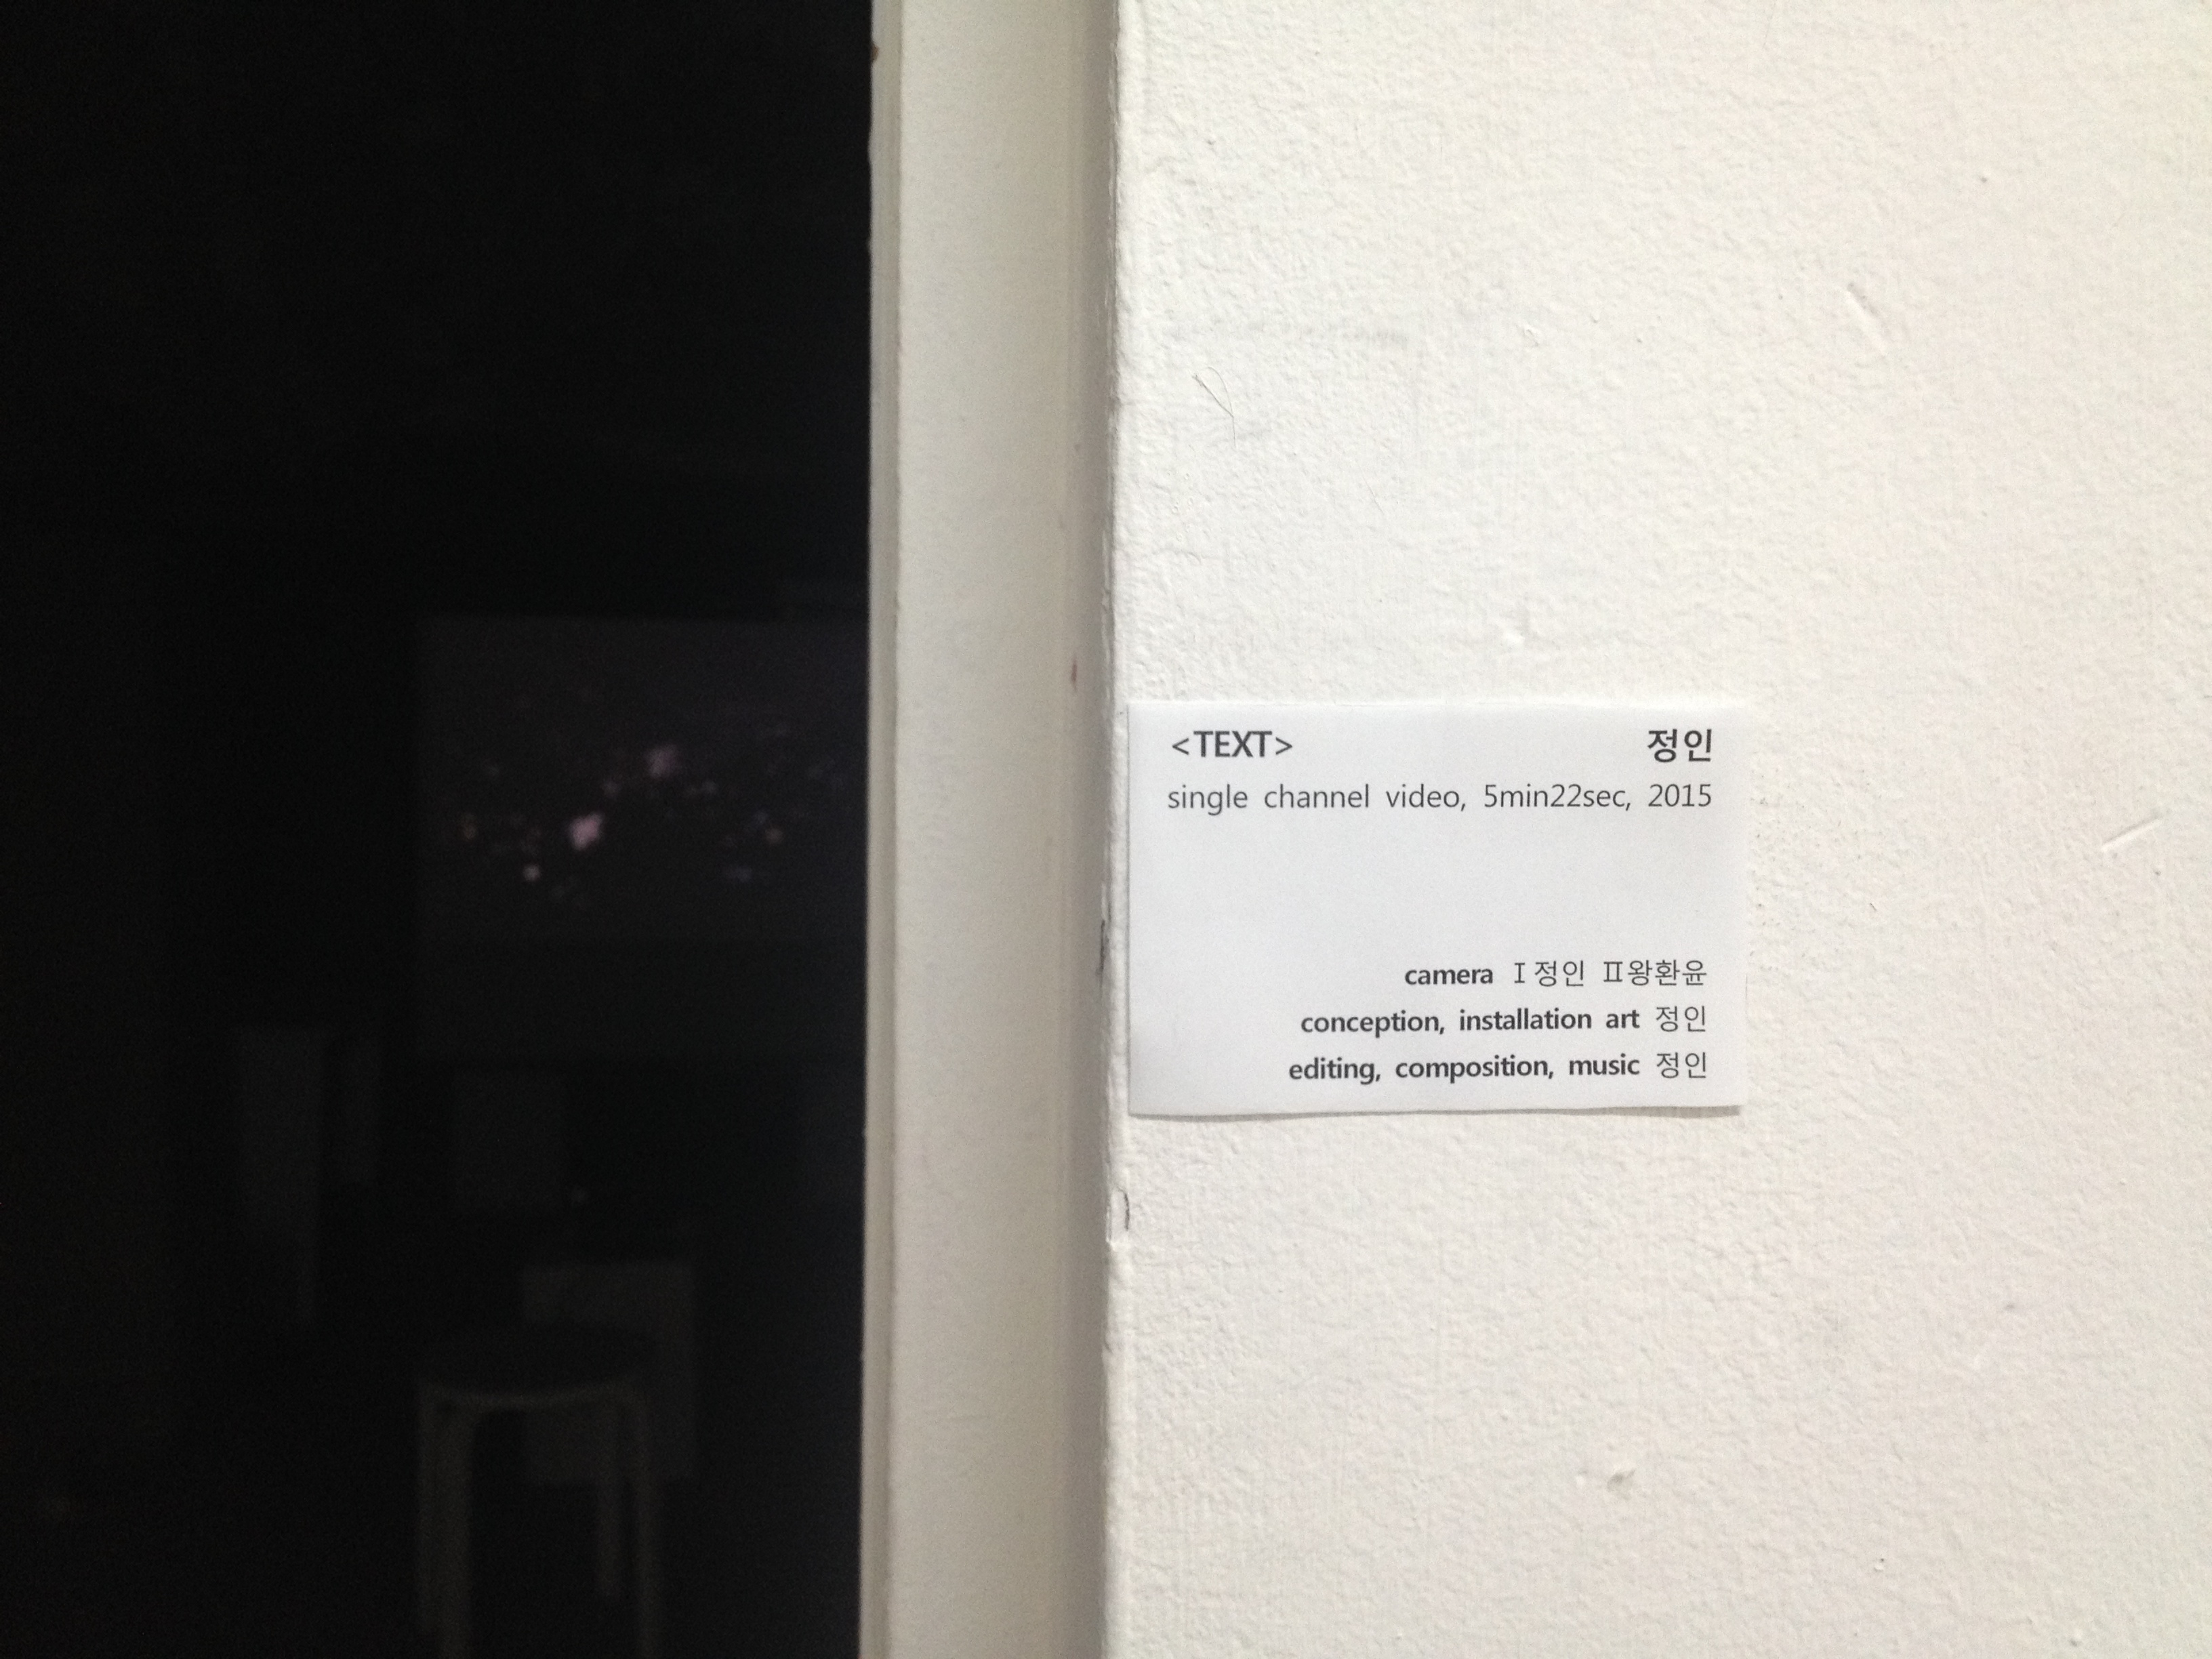 <TEXT> 정인
single channel video, 5min22sec, 2015
camera Ⅰ정인 Ⅱ왕환윤
conception, installation art 정인
editing, composition, music 정인